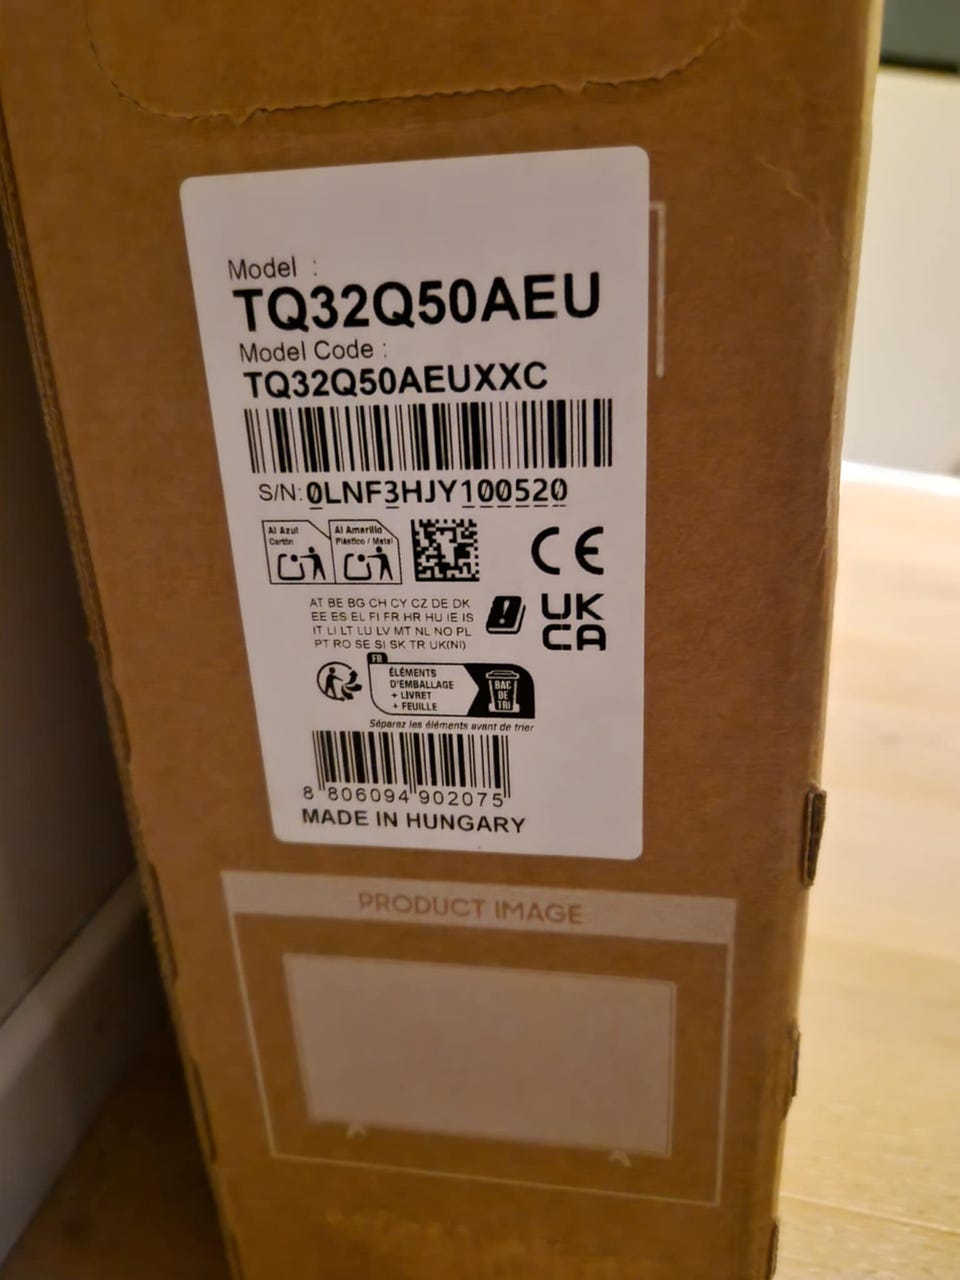 Model :
TQ32Q50AEU
Model Code :
TQ32Q50AEUXXC
S/N: 0LNF3HJY100520
Al Azul
Cartón
Al Amarillo
Plástico / Metal
CE
AT BE BG CH CY CZ DE DK
EE ES EL FI FR HR HU IE IS
IT LI LT LU LV MT NL NO PL
PT RO SE SI SK TR UK(NI)
!
UK
CA
FR
ÉLÉMENTS
D'EMBALLAGE
+ LIVRET
+ FEUILLE
BAC
DE
TRI
Séparez les éléments avant de trier
8 806094 902075
MADE IN HUNGARY
PRODUCT IMAGE